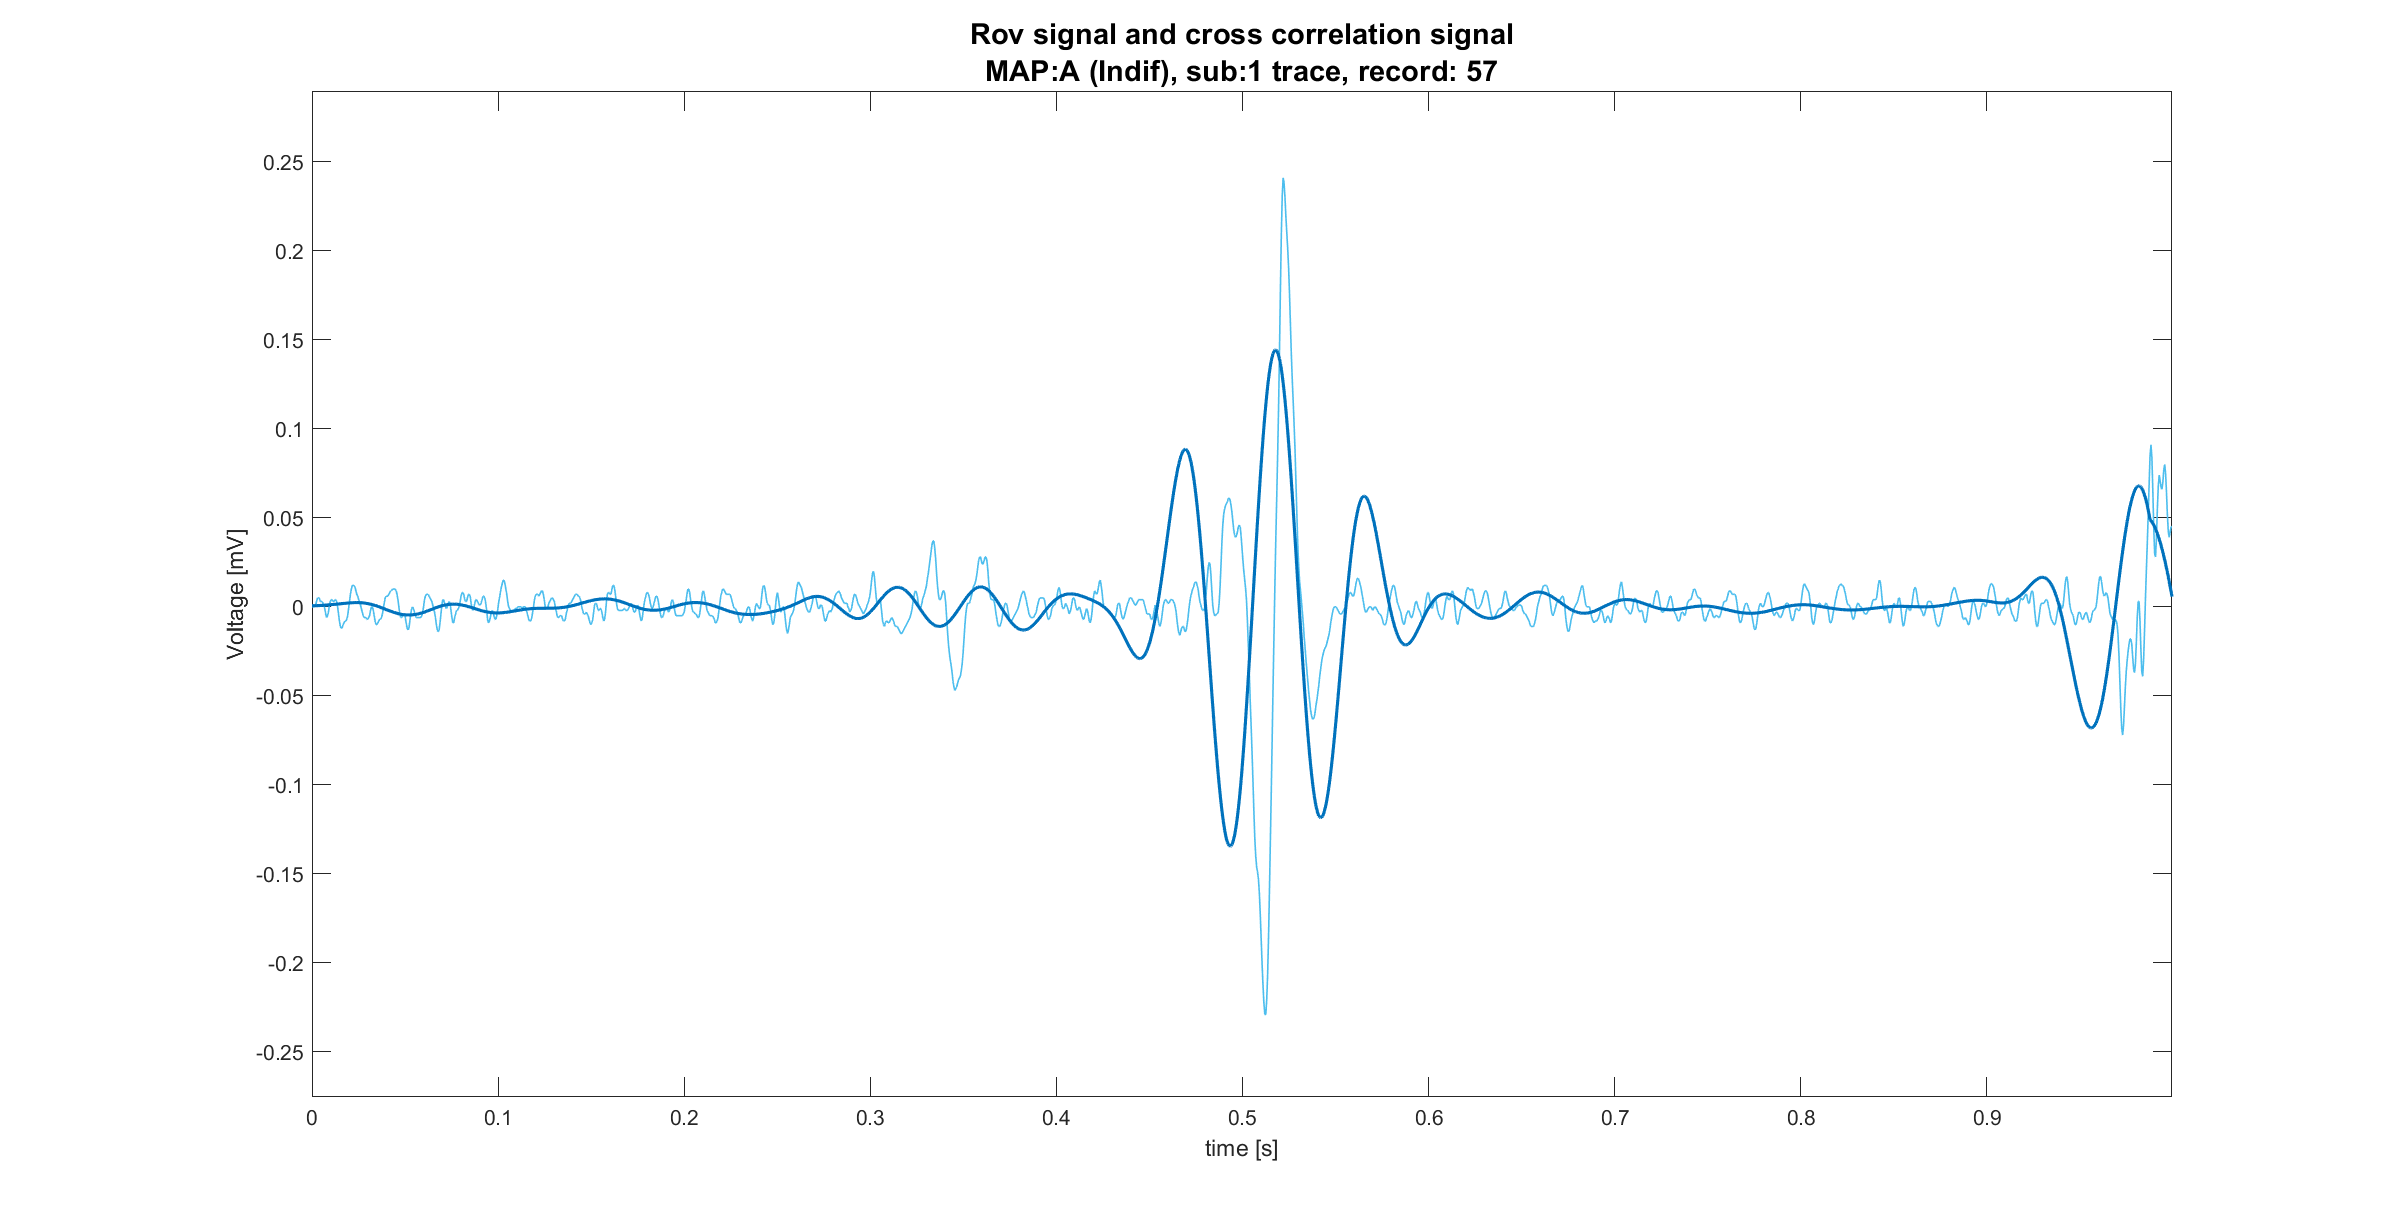 Rov signal and cross correlation signal
MAP:A (Indif), sub:1 trace, record: 57
0.25
0.2
0.15
0.1
0.05
0
-0.05
-0.1
-0.15
-0.2
-0.25
Voltage [mV]
0 0.1 0.2 0.3 0.4 0.5 0.6 0.7 0.8 0.9
time [s]